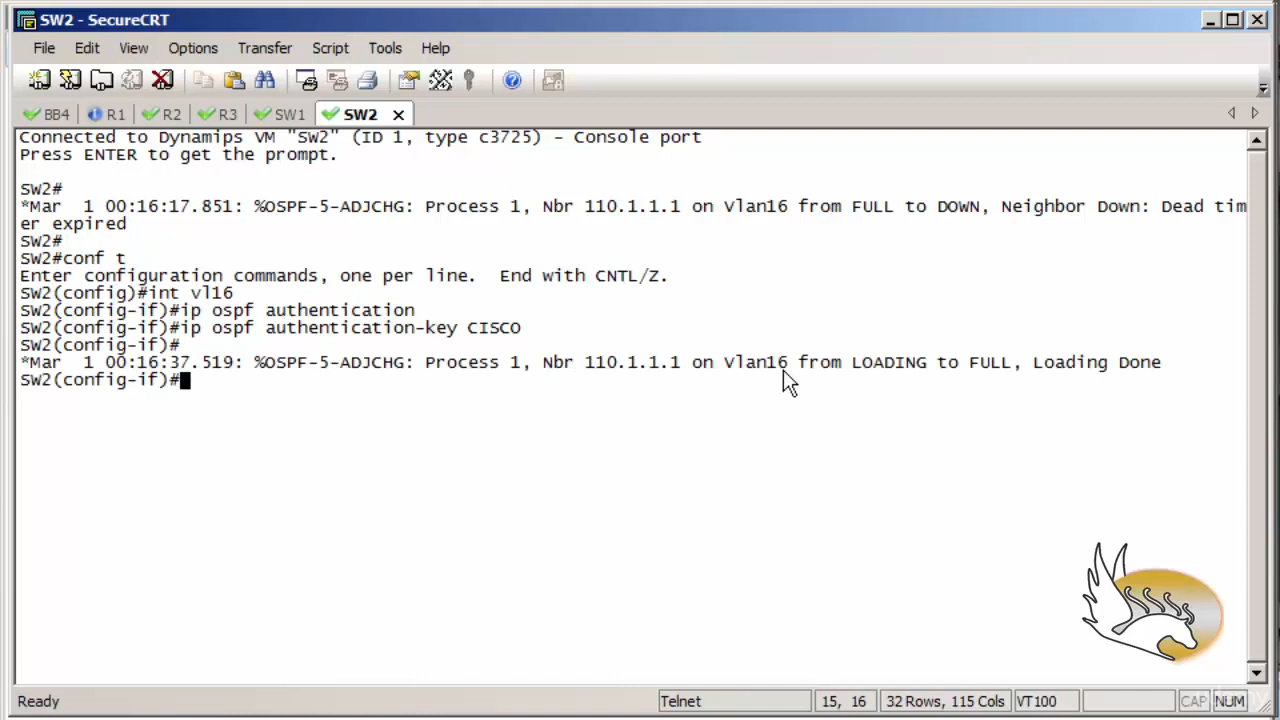 SW2 - SecureCRT
File Edit View Options Transfer Script Tools Help
BB4 R1 R2 R3 SW1 SW2
Connected to Dynamips VM "SW2" (ID 1, type c3725) - Console port
Press ENTER to get the prompt.
SW2#
*Mar  1 00:16:17.851: %OSPF-5-ADJCHG: Process 1, Nbr 110.1.1.1 on Vlan16 from FULL to DOWN, Neighbor Down: Dead tim
er expired
SW2#
SW2#conf t
Enter configuration commands, one per line.  End with CNTL/Z.
SW2(config)#int vl16
SW2(config-if)#ip ospf authentication
SW2(config-if)#ip ospf authentication-key CISCO
SW2(config-if)#
*Mar  1 00:16:37.519: %OSPF-5-ADJCHG: Process 1, Nbr 110.1.1.1 on Vlan16 from LOADING to FULL, Loading Done
SW2(config-if)#
Ready Telnet 15, 16 32 Rows, 115 Cols VT100 CAP NUM